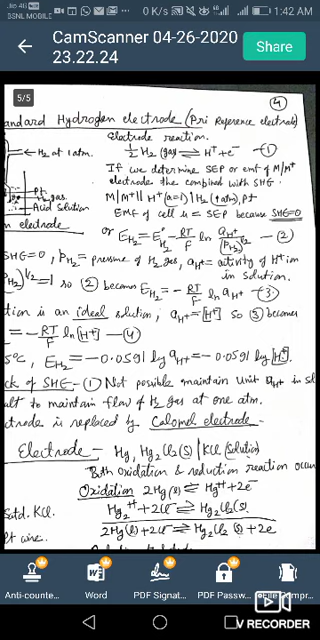 BSNL MOBILE
0 K/s
1:42 AM
CamScanner 04-26-2020
23.22.24
Share
5/5
4
andard Hydrogen electrode (Pri Reference electrode)
electrode reaction.
← H2 at 1 atm.
1/2 H2 (gas) ⇌ H+ + e- —(1)
If we determine SEP or emf of M/M+
electrode the combined with SHE
Pt
H2 gas.
Acid solution
M|M+|| H+(a=1)|H2(1 atm), Pt
n electrode
EMF of cell = SEP because SHE=0
or E H2 = E° H2 - RT/F ln aH+/(PH2)^1/2 —(2)
SHE=0, PH2= pressure of H2 gas, aH+= activity of H+ ion
in solution.
PH2)^1/2 = 1 so (2) becomes E H2 = - RT/F ln aH+ —(3)
tion is an ideal solution, aH+=[H+] so (3) becomes
= - RT/F ln[H+] —(4)
5°C, E H2 = -0.0591 log aH+ = -0.0591 log[H+]
ck of SHE - (1) Not possible maintain unit aH+ in sol
ult to maintain flow of H2 gas at one atm.
ctrode is replaced by Calomel electrode
Electrode - Hg, Hg2Cl2(s) | KCl (solution)
Both oxidation & reduction reaction occur
Oxidation 2Hg(l) ⇌ Hg2++ + 2e-
Hg2++ + 2Cl- ⇌ Hg2Cl2(s)
Satd. KCl.
2Hg(l) + 2Cl- ⇌ Hg2Cl2(s) + 2e
Pt wire.
Anti-counte...
Word
PDF Signat...
PDF Passw...
V RECORDER